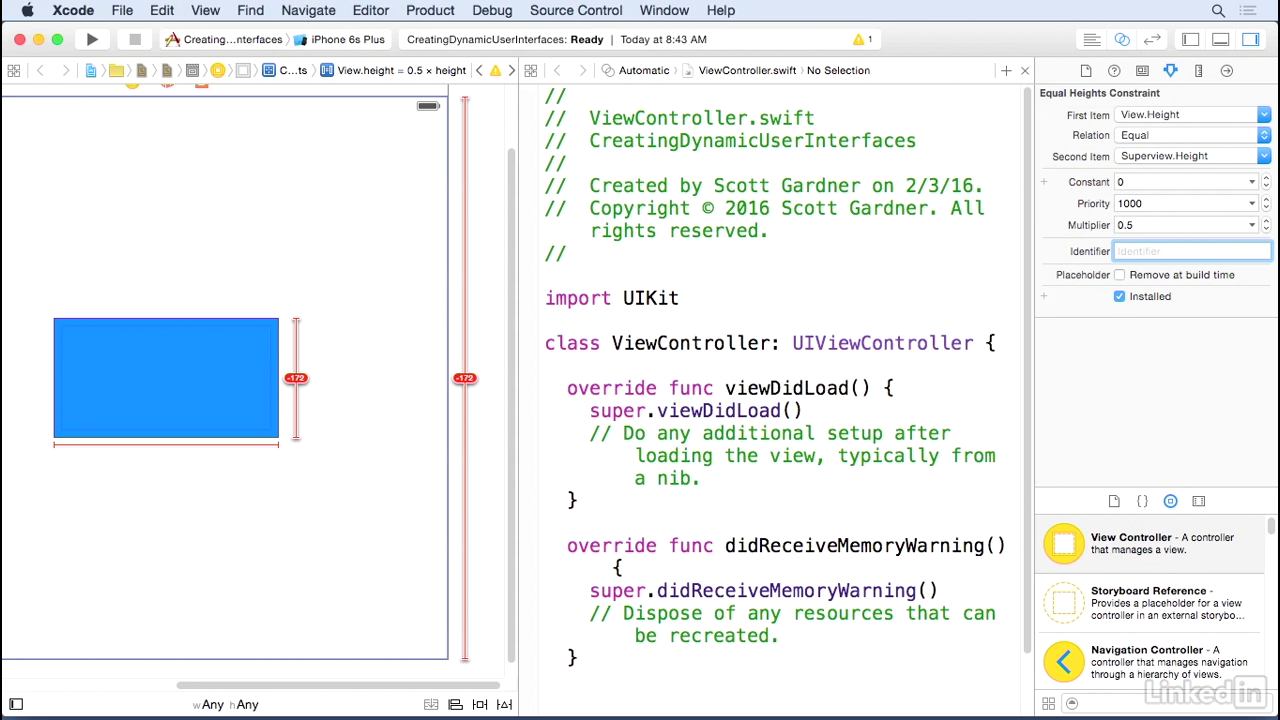 Xcode File Edit View Find Navigate Editor Product Debug Source Control Window Help
Creating...nterfaces iPhone 6s Plus CreatingDynamicUserInterfaces: Ready Today at 8:43 AM 1
C...ts View.height = 0.5 × height Automatic ViewController.swift No Selection
-172
-172
wAny hAny
//
// ViewController.swift
// CreatingDynamicUserInterfaces
//
// Created by Scott Gardner on 2/3/16.
// Copyright © 2016 Scott Gardner. All
rights reserved.
//
import UIKit
class ViewController: UIViewController {
override func viewDidLoad() {
super.viewDidLoad()
// Do any additional setup after
loading the view, typically from
a nib.
}
override func didReceiveMemoryWarning()
{
super.didReceiveMemoryWarning()
// Dispose of any resources that can
be recreated.
}
Equal Heights Constraint
First Item View.Height
Relation Equal
Second Item Superview.Height
Constant 0
Priority 1000
Multiplier 0.5
Identifier Identifier
Placeholder Remove at build time
Installed
View Controller - A controller
that manages a view.
Storyboard Reference -
Provides a placeholder for a view
controller in an external storybo...
Navigation Controller - A
controller that manages navigation
through a hierarchy of views.
LinkedIn